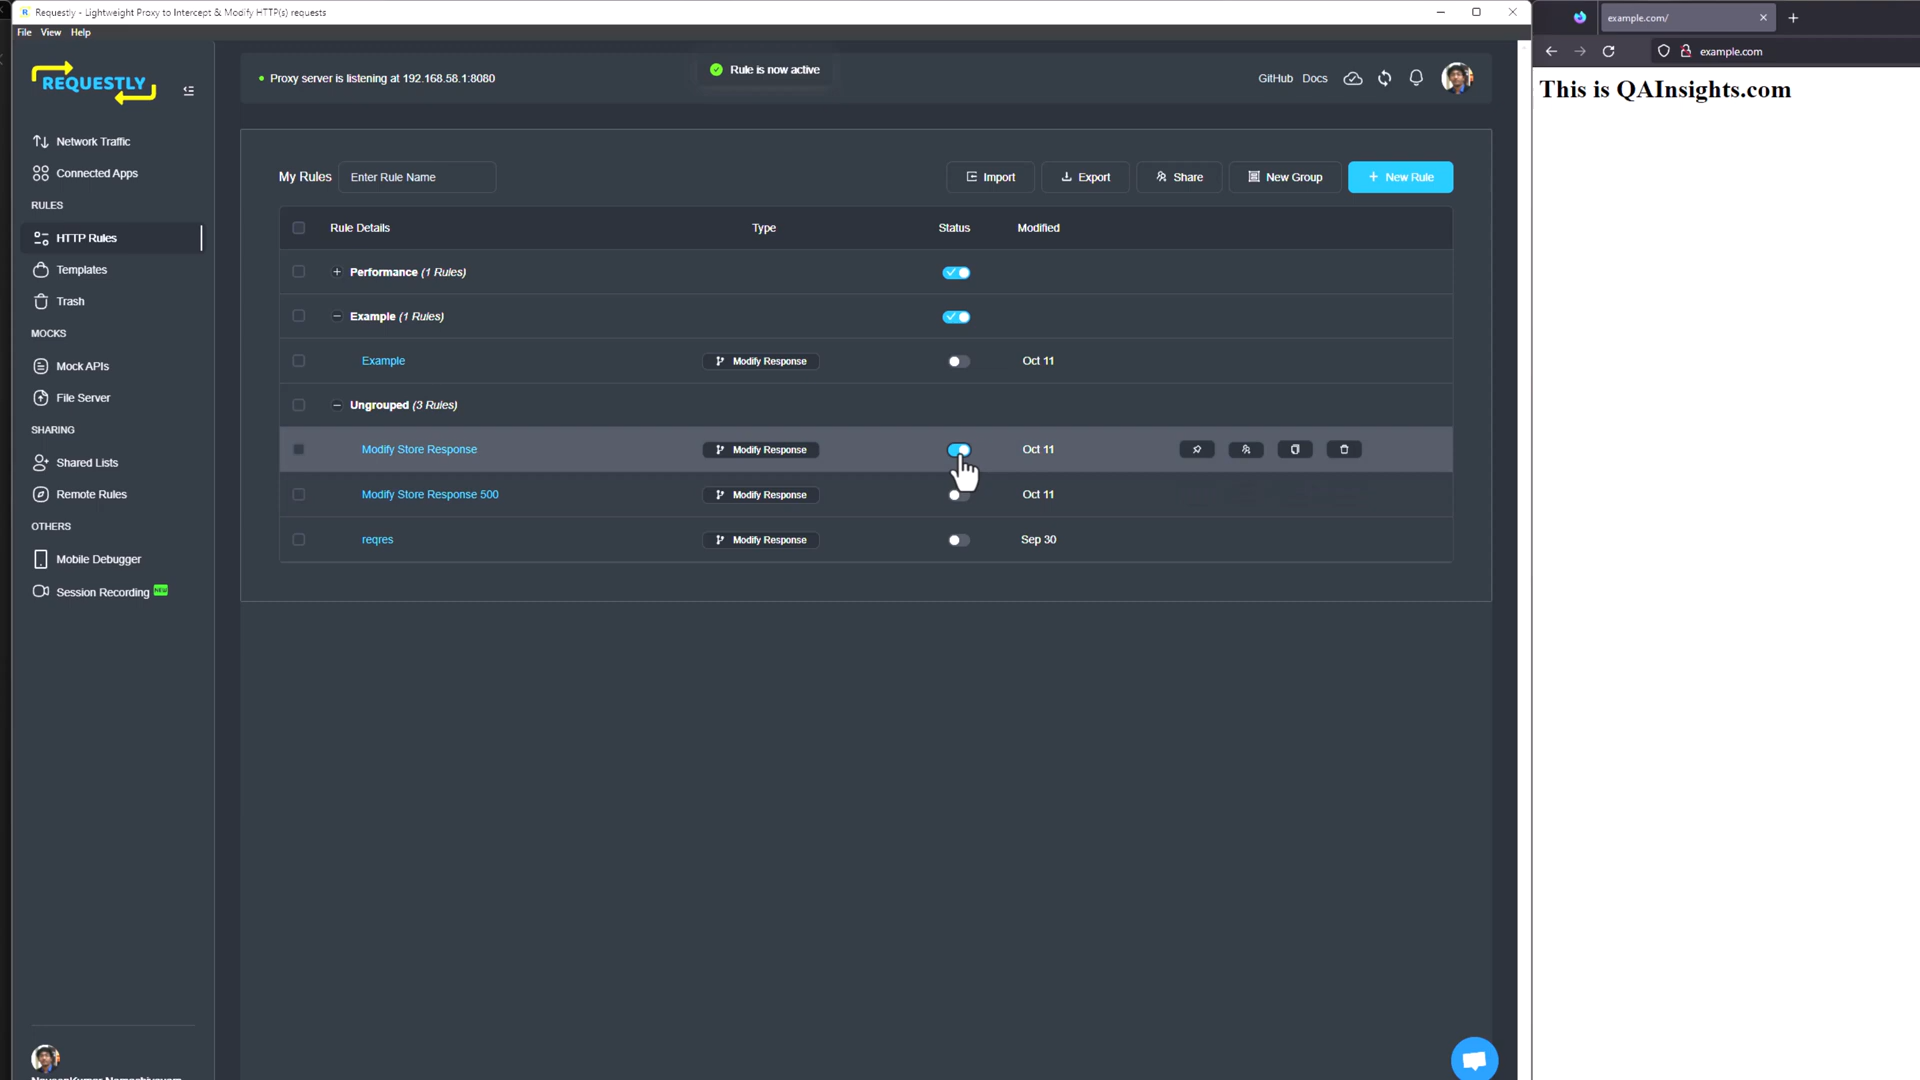 Requestly - Lightweight Proxy to Intercept & Modify HTTP(s) requests
File View Help
REQUESTLY
Proxy server is listening at 192.168.58.1:8080
Rule is now active
GitHub Docs
Network Traffic
Connected Apps
RULES
HTTP Rules
Templates
Trash
MOCKS
Mock APIs
File Server
SHARING
Shared Lists
Remote Rules
OTHERS
Mobile Debugger
Session Recording NEW
My Rules Enter Rule Name Import Export Share New Group + New Rule
Rule Details Type Status Modified
Performance (1 Rules)
Example (1 Rules)
Example Modify Response Oct 11
Ungrouped (3 Rules)
Modify Store Response Modify Response Oct 11
Modify Store Response 500 Modify Response Oct 11
reqres Modify Response Sep 30
example.com/
example.com
This is QAInsights.com